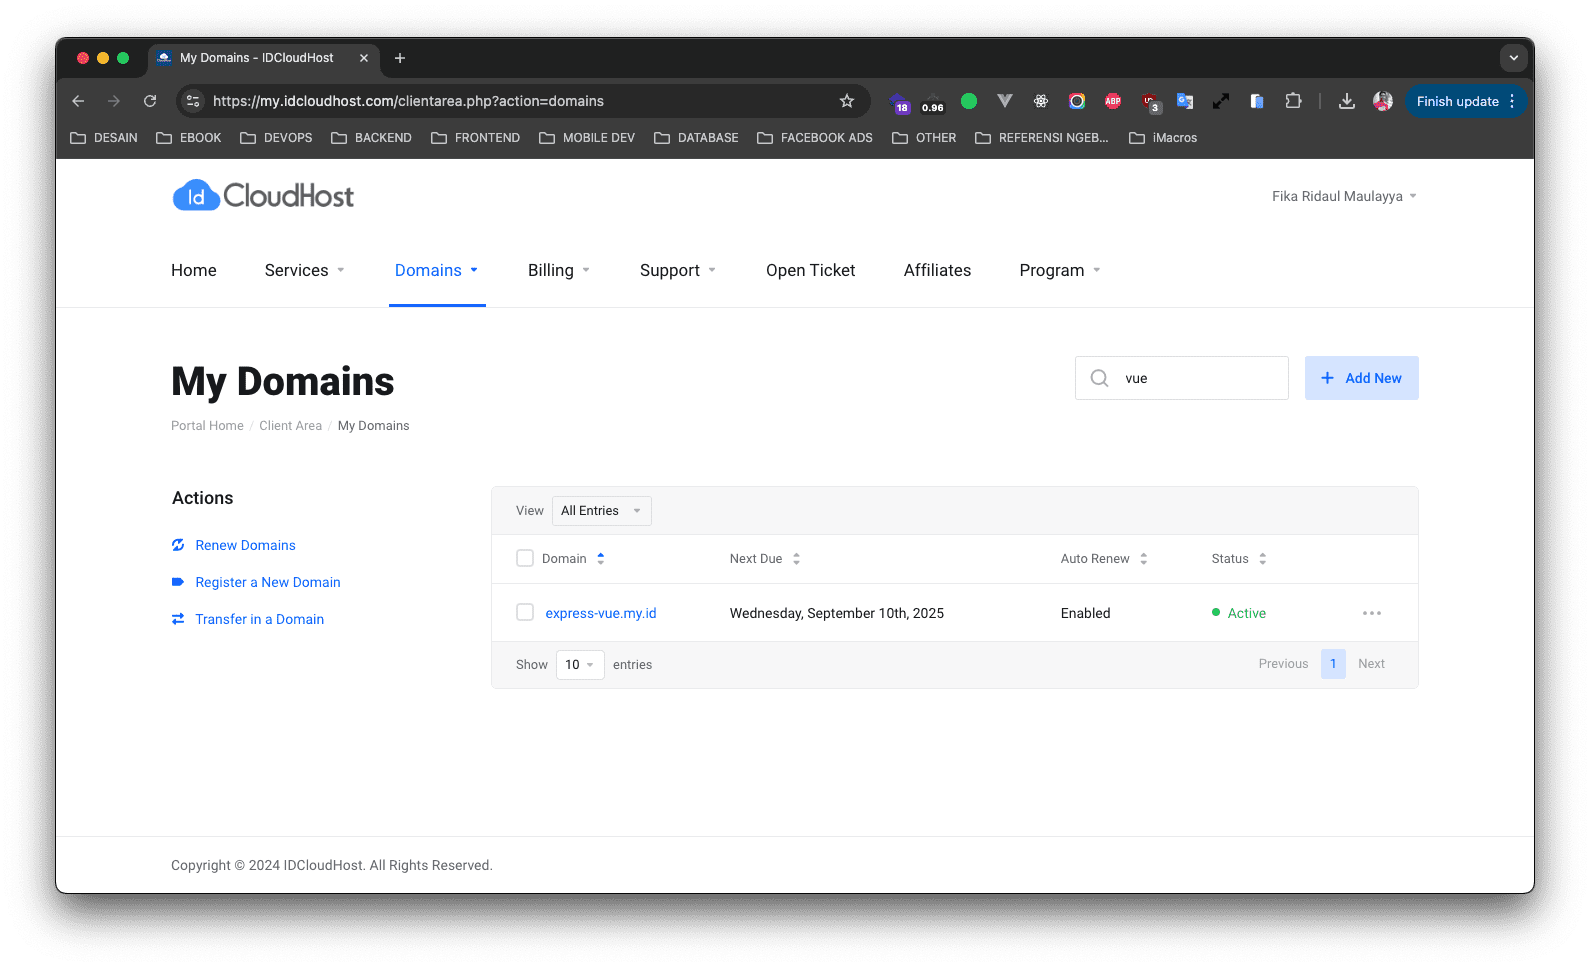 My Domains - IDCloudHost
https://my.idcloudhost.com/clientarea.php?action=domains
18
0.96
ABP
3
Finish update
DESAIN
EBOOK
DEVOPS
BACKEND
FRONTEND
MOBILE DEV
DATABASE
FACEBOOK ADS
OTHER
REFERENSI NGEB...
iMacros
Id CloudHost
Fika Ridaul Maulayya
Home
Services
Domains
Billing
Support
Open Ticket
Affiliates
Program
My Domains
vue
+ Add New
Portal Home / Client Area / My Domains
Actions
Renew Domains
Register a New Domain
Transfer in a Domain
View All Entries
Domain
Next Due
Auto Renew
Status
express-vue.my.id
Wednesday, September 10th, 2025
Enabled
Active
Show 10 entries
Previous 1 Next
Copyright © 2024 IDCloudHost. All Rights Reserved.